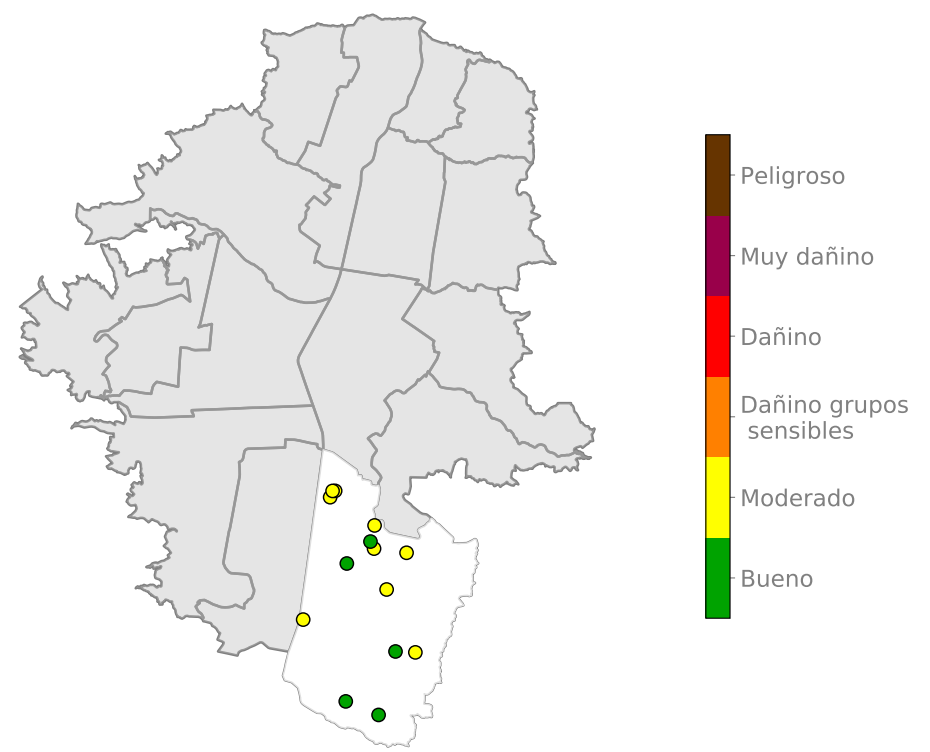 Peligroso
Muy dañino
Dañino
Dañino grupos
sensibles
Moderado
Bueno